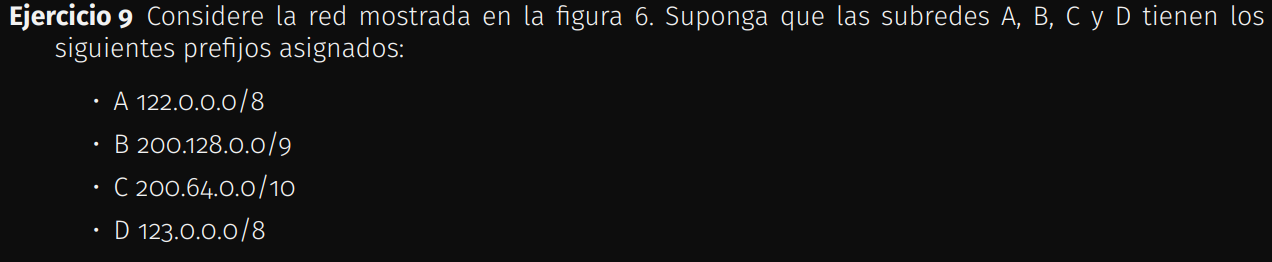 Ejercicio 9 Considere la red mostrada en la figura 6. Suponga que las subredes A, B, C y D tienen los
siguientes prefijos asignados:
• A 122.0.0.0/8
• B 200.128.0.0/9
• C 200.64.0.0/10
• D 123.0.0.0/8